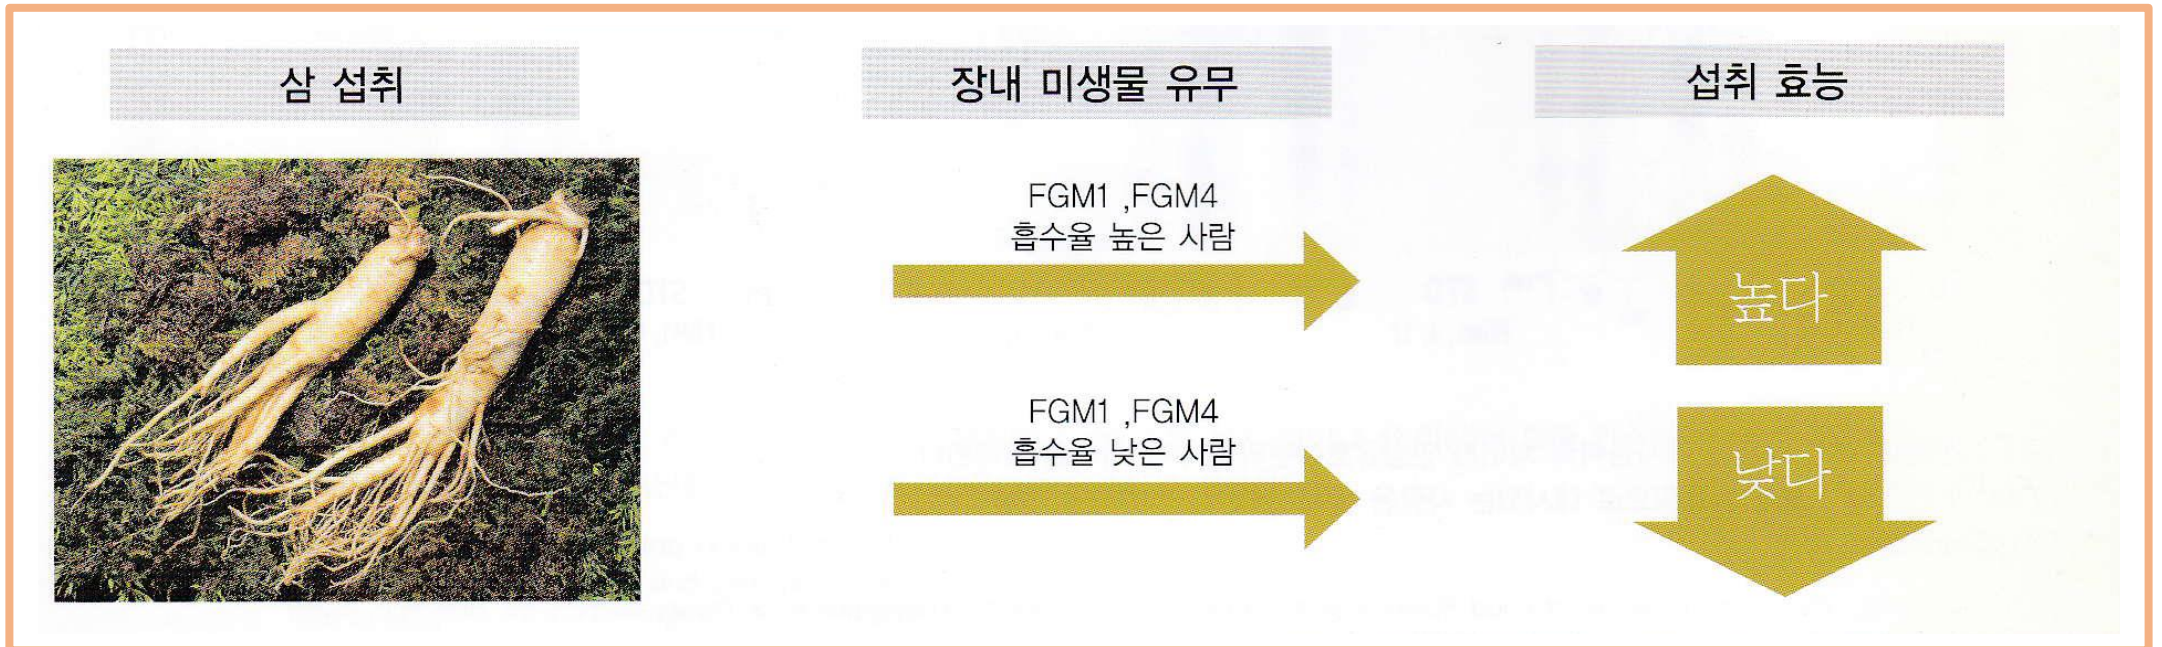 삼 섭취
장내 미생물 유무
섭취 효능
FGM1 ,FGM4
흡수율 높은 사람
높다
FGM1 ,FGM4
흡수율 낮은 사람
낮다